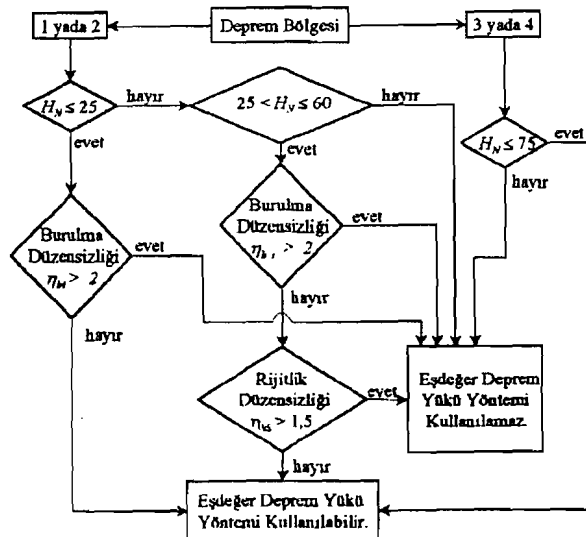 1 yada 2
Deprem Bölgesi
3 yada 4
H_N ≤ 25
hayır
25 < H_N ≤ 60
hayır
H_N ≤ 75
evet
evet
evet
hayır
Burulma
Düzensizliği
η_bi > 2
evet
Burulma
Düzensizliği
η_bi > 2
evet
hayır
hayır
Rijitlik
Düzensizliği
η_ki > 1,5
evet
Eşdeğer Deprem
Yükü Yöntemi
Kullanılamaz.
hayır
Eşdeğer Deprem Yükü
Yöntemi Kullanılabilir.